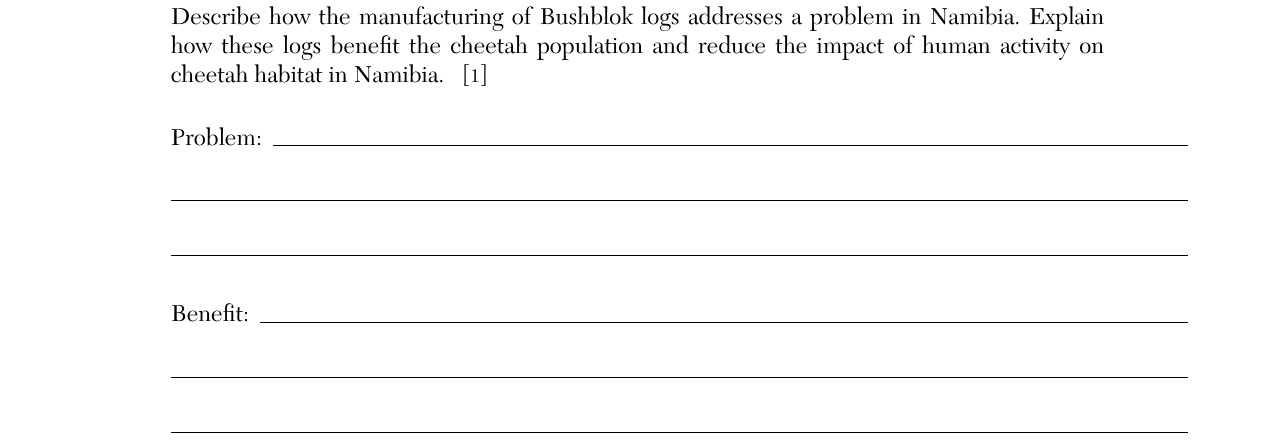 Describe how the manufacturing of Bushblok logs addresses a problem in Namibia. Explain
how these logs benefit the cheetah population and reduce the impact of human activity on
cheetah habitat in Namibia. [1]
Problem:
Benefit: